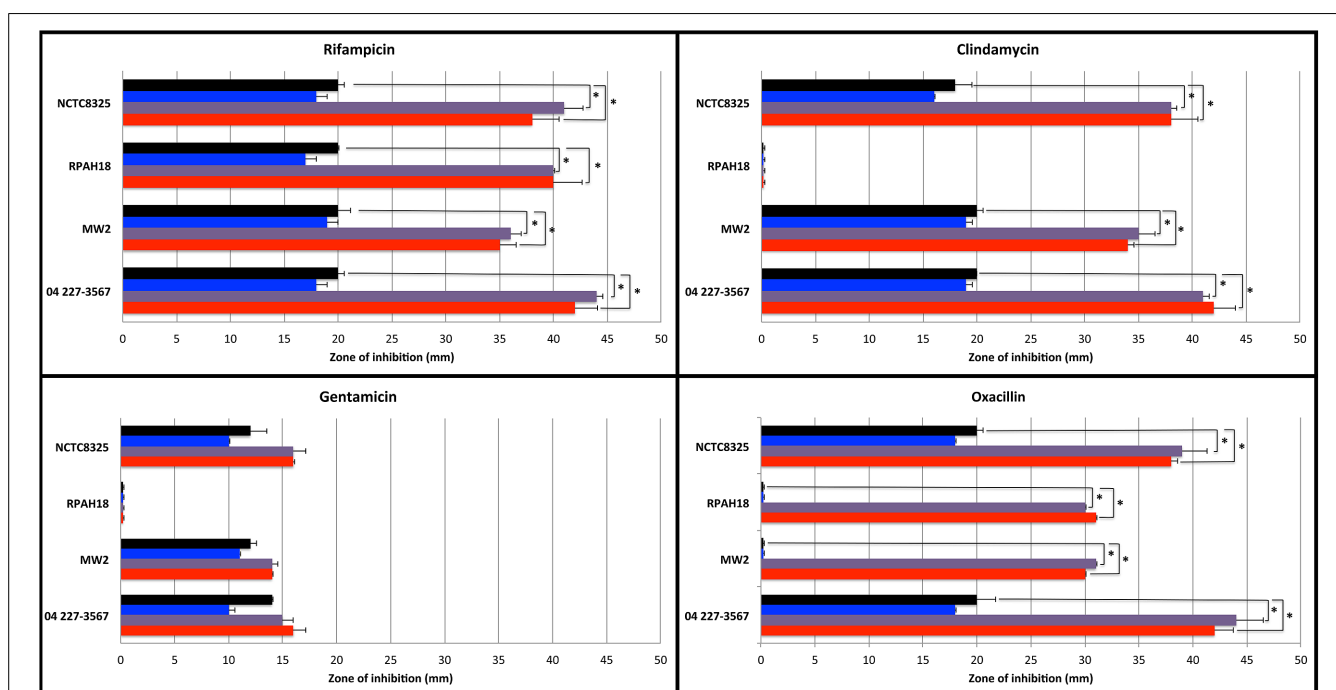 Rifampicin
NCTC8325
*
*
RPAH18
*
*
MW2
*
*
04 227-3567
*
*
0 5 10 15 20 25 30 35 40 45 50
Zone of inhibition (mm)
Clindamycin
NCTC8325
*
*
RPAH18
MW2
*
*
04 227-3567
*
*
0 5 10 15 20 25 30 35 40 45 50
Zone of inhibition (mm)
Gentamicin
NCTC8325
RPAH18
MW2
04 227-3567
0 5 10 15 20 25 30 35 40 45 50
Zone of inhibition (mm)
Oxacillin
NCTC8325
*
*
RPAH18
*
*
MW2
*
*
04 227-3567
*
*
0 5 10 15 20 25 30 35 40 45 50
Zone of inhibition (mm)